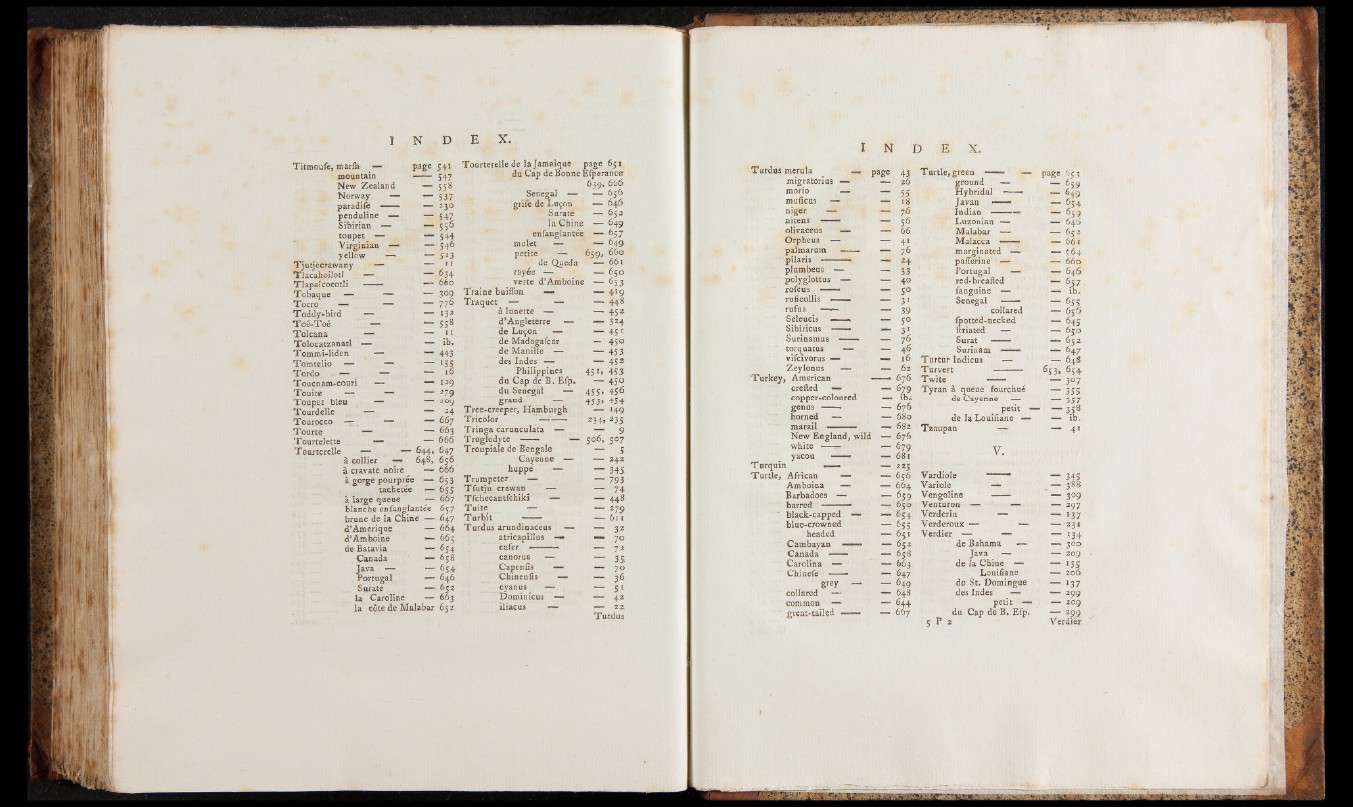 I N D E X.
Titmouſe, marſh — page 541
mountain — 547
New Zealand — 558
Norway — — 537
paradiſe — — 230
penduline — — 547
Sibirian — — 556
toupet — — 544
Virginian — — 546
yellow — — 523
Tjutjecrawany — — 11
Tlacahoilotl — — 634
Tlapaſcocotli — — 660
Tobaque — — — 309
Tocro — — — 776
Toddy-bird — — 132
Toé-Toé — — 558
Tolcana — — 11
Tolocatzanatl — — ib.
Tommi-liden — — 443
Tomtelio — — — 155
Tordo — — — 16
Toucnam-couri — — 129
Touite — — — 279
Toupet bleu — — 209
Tourdelle — — 24
Tourocco — — — 667
Tourte — — 663
Tourtelette — — 666
Tourterelle — — 644, 647
à collier — 648, 656
à cravate noire — 666
à gorge pourprée — 653
tachetée — 655
à large queue — 667
blanche enſanglantée 657
brune de la Chine — 647
d'Amerique — 664
d'Amboine — 665
de Batavia — 654
Canada — 658
Java — — 654
Portugal — 646
Surate — 652
la Caroline — 663
la côte de Malabar 652
Tourterelle de la Jamaique page 651
du Cap de Bonne Eſperance
659, 666
Senegal — — 656
griſe de Luçon — 646
Surate — 652
la Chine — 649
enſanglantée — 657
mulet — — 649
petite — 659, 660
de Queda — 661
rayée — — 650
verte d'Amboine — 653
Traine buiſſon — — 419
Traquet — — — 448
à lunette — — 452
d'Angleterre — — 324
de Luçon — — 451
de Madagaſcar — 450
de Manille — — 453
des Indes — — 452
Philippines 451, 453
du Cap de B. Eſp. — 450
du Senegal — 455, 456
grand — 453, 454
Tree-creeper, Hamburgh — 149
Tricolor — 234, 235
Tringa carunculata — — 9
Troglodyte — — 506, 507
Troupiale de Bengale — 5
Cayenne — — 242
huppe — — 345
Trumpeter — — 793
Tſutju crawan — — 74
Tſchecantſchiki — — 448
Tuite — — 279
Turbit — — 611
Turdus arundinaceus — — 32
atricapillus — — 70
cafer — — 72
canorus — — 35
Capenſis — — 70
Chinenſis — — 36
cyanus — — 51
Dominicus — — 42
iliacus — — 22
Turdus
I N D E X.
Turdus merula — page 43
migratorius — — 26
morio — — 55
muſicus — — 18
niger — — 76
nitens — — 56
olivaceus — — 66
Orpheus — — 41
palmarum — — 76
pilaris — — 24
plumbeus — — 33
polyglottus — — 40
roſeus — — 50
ruficollis — — 31
rufus — — 39
Seleucis — — 50
Sibiricus — — 31
Surinamus — — 76
torquatus — — 46
viſcivorus — — 16
Zeylonus — — 62
Turkey, American — 676
creſted — — 679
copper-coloured — ib.
genus — — 676
horned — — 680
marail — — 682
New England, wild — 676
white — — 679
yacou — — 681
Turquin — — 225
Turtle, African — — 656
Amboina — — 664
Barbadoes — — 659
barred — — 650
black-capped — — 654
blue-crowned — 655
headed — 651
Cambayan — — 652
Canada — — 658
Carolina — — 663
Chineſe — — 647
grey — — 649
collared — — 648
common — — 644
great-tailed — — 667
Turtle, green — — page 653
ground — — 659
Hybridal — — 649
Javan — — 654
Indian — — 659
Luzonian — — 646
Malabar — — 652
Malacca — — 661
marginated — — 664
paſſerine — — 660
Portugal — — 646
red-breaſted — 657
ſanguine — — ib.
Senegal — — 655
collared — 656
ſpotted-necked — 645
ſtriated — — 650
Surat — — 652
Surinam — — 647
Turtur Indicus — — 648
Turvert — 653, 654
Twite — — 307
Tyran à queue fourchué — 355
de Cayenne — — 357
petit — — 358
de la Louiſiane — — ib.
Tzaupan — — 41
V.
Vardiole — — 345
Variole — — 388
Vengoline — — 309
Venturon — — — 297
Verderin — — 137
Verderoux — — — 231
Verdier — — — 134
de Bahama — — 300
Java — — 209
de la Chine — — 135
Louiſiane — 206
de St. Domingue — 137
des Indes — — 299
petit — — 209
du Cap de B. Eſp. — 299
5 P 2 Verdier